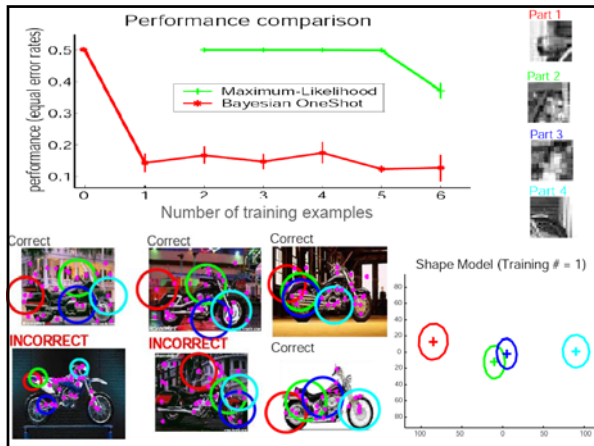 Performance comparison
performance (equal error rates)
0.5
0.4
0.3
0.2
0.1
Maximum-Likelihood
Bayesian OneShot
0 1 2 3 4 5 6
Number of training examples
Part 1
Part 2
Part 3
Part 4
Correct
Correct
Correct
INCORRECT
INCORRECT
Correct
Shape Model (Training # = 1)
80
60
40
20
0
20
40
60
80
100 50 0 50 100